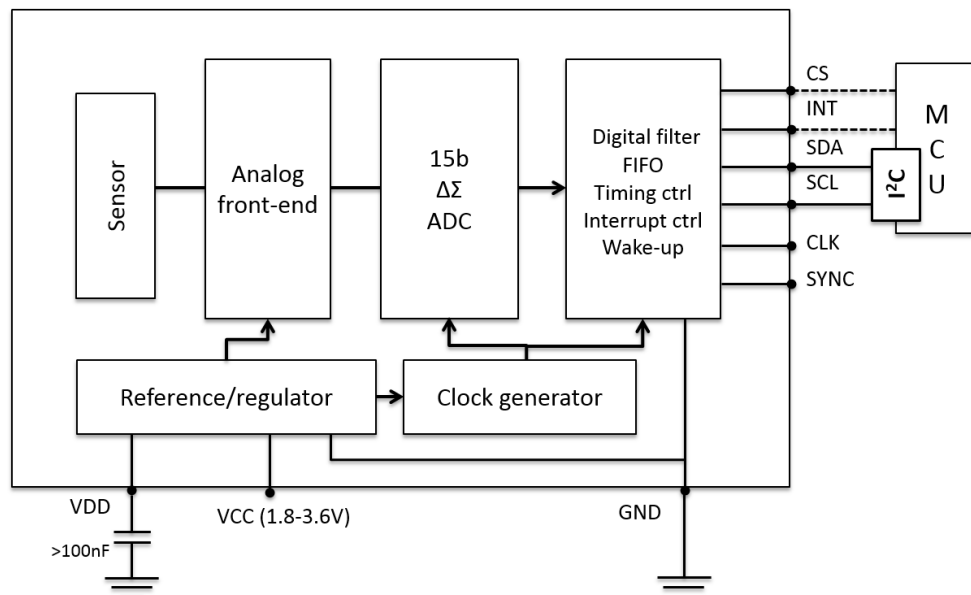 CS
INT
SDA
SCL
CLK
SYNC
M
C
U
I²C
Sensor
Analog
front-end
15b
ΔΣ
ADC
Digital filter
FIFO
Timing ctrl
Interrupt ctrl
Wake-up
Reference/regulator
Clock generator
VDD
VCC (1.8-3.6V)
GND
>100nF